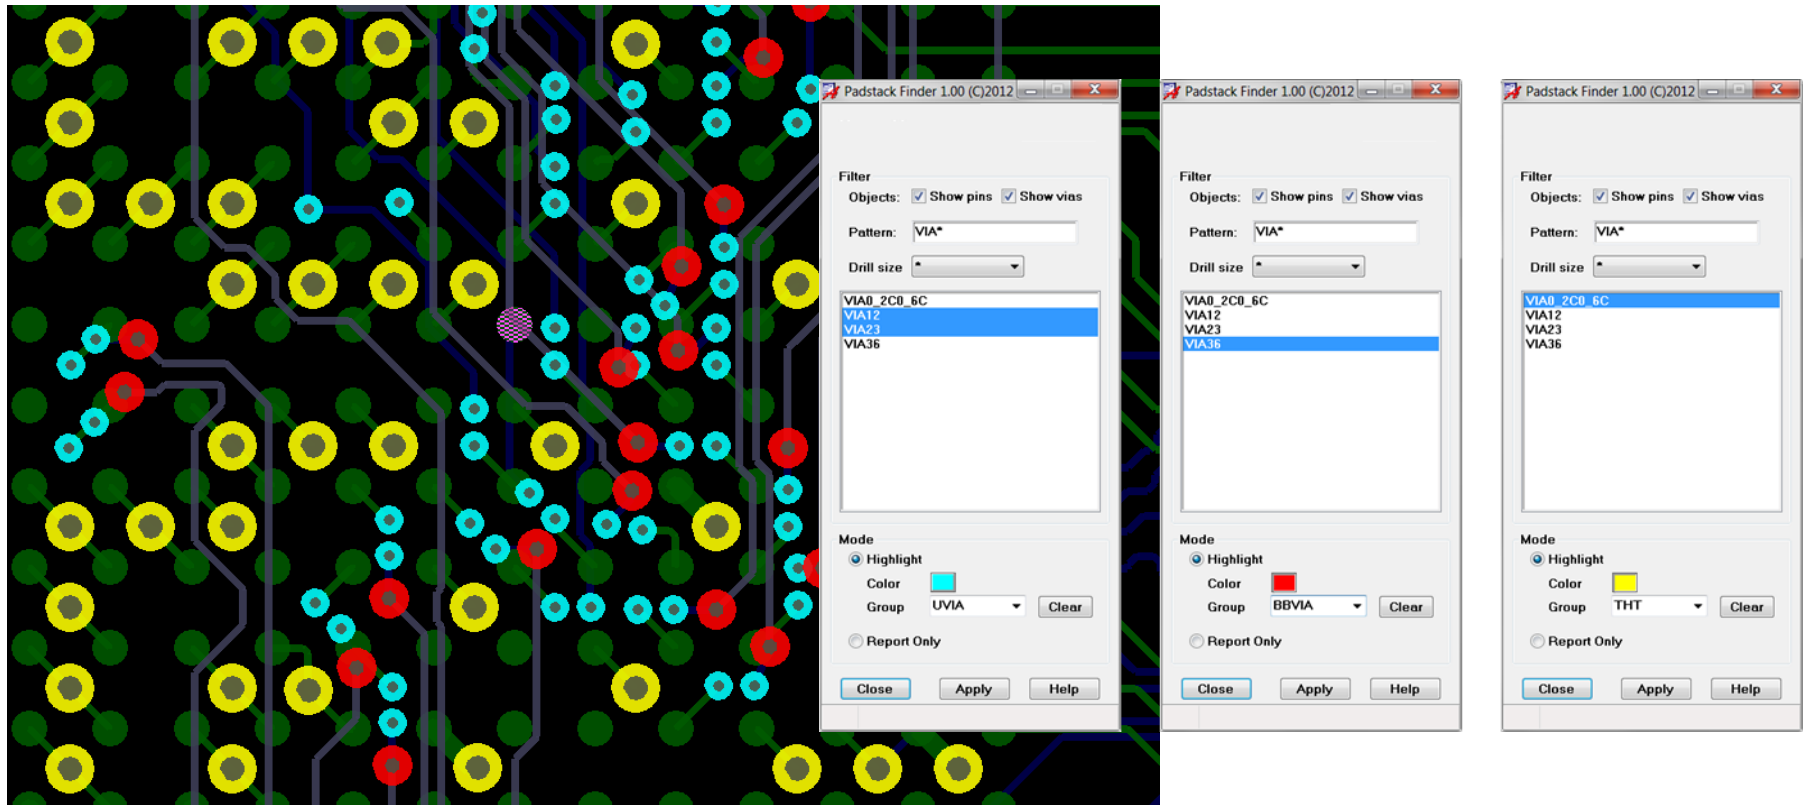 Padstack Finder 1.00 (C)2012
Filter
Objects: Show pins Show vias
Pattern: VIA*
Drill size *
VIA0_2C0_6C
VIA12
VIA23
VIA36
Mode
Highlight
Color
Group UVIA Clear
Report Only
Close Apply Help
Padstack Finder 1.00 (C)2012
Filter
Objects: Show pins Show vias
Pattern: VIA*
Drill size *
VIA0_2C0_6C
VIA12
VIA23
VIA36
Mode
Highlight
Color
Group BBVIA Clear
Report Only
Close Apply Help
Padstack Finder 1.00 (C)2012
Filter
Objects: Show pins Show vias
Pattern: VIA*
Drill size *
VIA0_2C0_6C
VIA12
VIA23
VIA36
Mode
Highlight
Color
Group THT Clear
Report Only
Close Apply Help